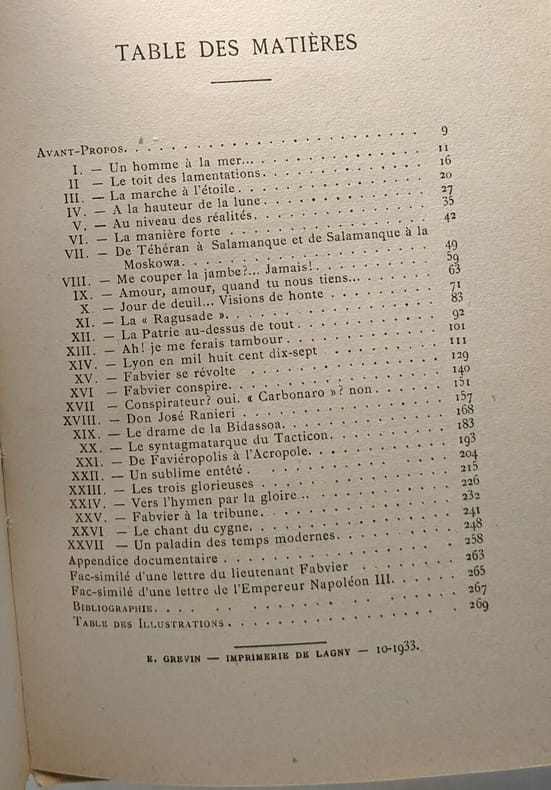 TABLE DES MATIÈRES
AVANT-PROPOS. . . . . . . . . . . . . . . . . 9
I. — Un homme à la mer... . . . . . . . . . . 11
II — Le toit des lamentations. . . . . . . . . . 16
III. — La marche à l'étoile. . . . . . . . . . . 20
IV. — A la hauteur de la lune . . . . . . . . . . 27
V. — Au niveau des réalités. . . . . . . . . . . 35
VI. — La manière forte . . . . . . . . . . . . 42
VII. — De Téhéran à Salamanque et de Salamanque à la
Moskowa. . . . . . . . . . . . . . . 49
VIII. — Me couper la jambe?... Jamais! . . . . . . . 59
IX. — Amour, amour, quand tu nous tiens... . . . . . 63
X. — Jour de deuil... Visions de honte . . . . . . . 71
XI. — La « Ragusade ». . . . . . . . . . . . . 83
XII. — La Patrie au-dessus de tout. . . . . . . . . 92
XIII. — Ah! je me ferais tambour . . . . . . . . . 101
XIV. — Lyon en mil huit cent dix-sept . . . . . . . 111
XV. — Fabvier se révolte . . . . . . . . . . . 129
XVI — Fabvier conspire. . . . . . . . . . . . 140
XVII — Conspirateur? oui. « Carbonaro »? non. . . . . 151
XVIII. — Don José Ranieri . . . . . . . . . . . 157
XIX. — Le drame de la Bidassoa. . . . . . . . . . 168
XX. — Le syntagmatarque du Tacticon. . . . . . . . 183
XXI. — De Faviéropolis à l'Acropole. . . . . . . . . 193
XXII. — Un sublime entêté . . . . . . . . . . . 204
XXIII. — Les trois glorieuses . . . . . . . . . . . 215
XXIV. — Vers l'hymen par la gloire .. . . . . . . . 226
XXV. — Fabvier à la tribune. . . . . . . . . . . 232
XXVI — Le chant du cygne. . . . . . . . . . . . 241
XXVII — Un paladin des temps modernes. . . . . . . . 248
Appendice documentaire . . . . . . . . . . . . 258
Fac-similé d'une lettre du lieutenant Fabvier . . . . . . 263
Fac-similé d'une lettre de l'Empereur Napoléon III. . . . . 265
BIBLIOGRAPHIE. . . . . . . . . . . . . . . . 267
TABLE DES ILLUSTRATIONS . . . . . . . . . . . . . 269
E. GREVIN — IMPRIMERIE DE LAGNY — 10-1933.